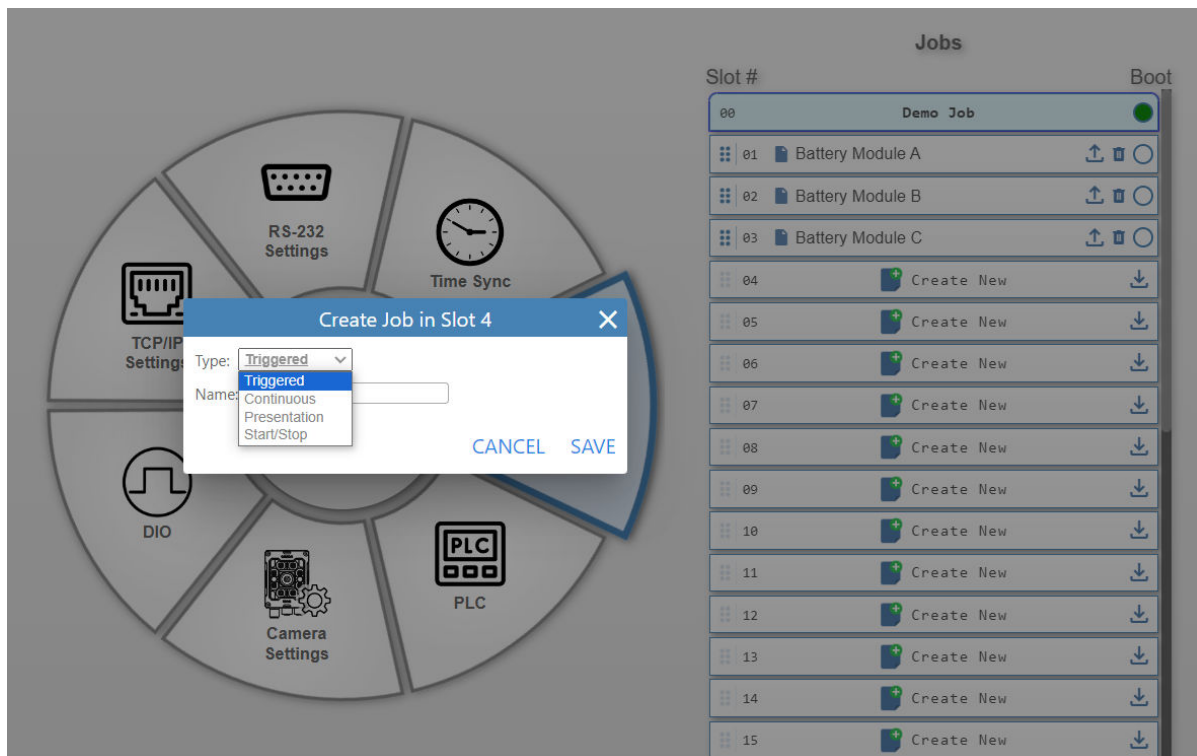 Jobs
Slot # Boot
00 Demo Job
01 Battery Module A
02 Battery Module B
03 Battery Module C
04 Create New
05 Create New
06 Create New
07 Create New
08 Create New
09 Create New
10 Create New
11 Create New
12 Create New
13 Create New
14 Create New
15 Create New
RS-232
Settings
Time Sync
TCP/IP
Setting
DIO
Camera
Settings
PLC
PLC
Create Job in Slot 4
Type: Triggered
Triggered
Continuous
Presentation
Start/Stop
Name:
CANCEL SAVE